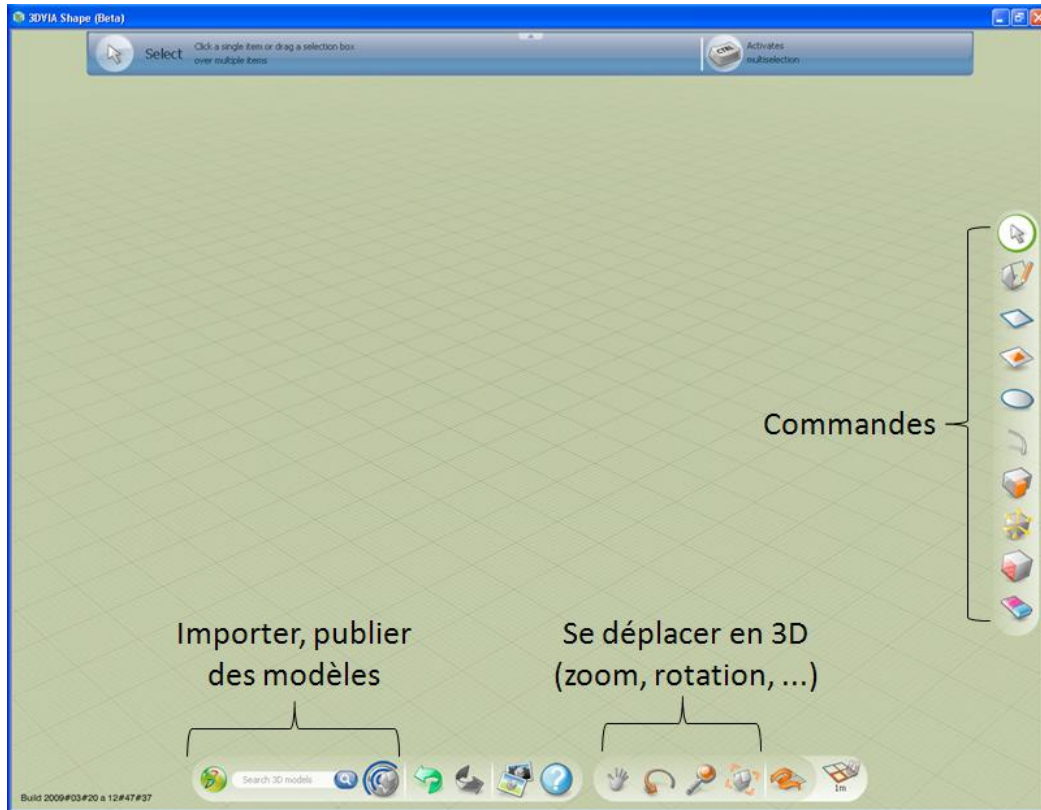 3DVIA Shape (Beta)
Select
Click a single item or drag a selection box
over multiple items
CTRL
Activates
multiselection
Commandes
Importer, publier
des modèles
Se déplacer en 3D
(zoom, rotation, ...)
Search 3D models
?
1m
Build 2009#03#20 a 12#47#37